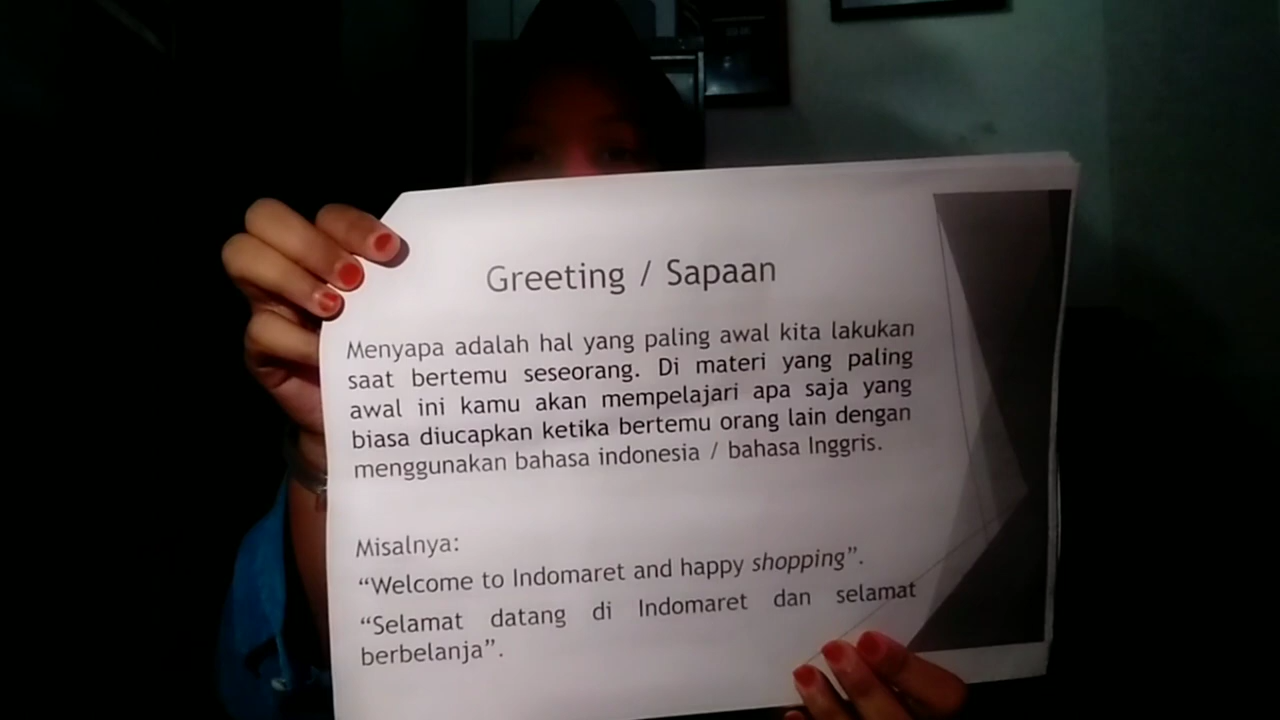 Greeting / Sapaan
Menyapa adalah hal yang paling awal kita lakukan
saat bertemu seseorang. Di materi yang paling
awal ini kamu akan mempelajari apa saja yang
biasa diucapkan ketika bertemu orang lain dengan
menggunakan bahasa indonesia / bahasa Inggris.
Misalnya:
“Welcome to Indomaret and happy shopping”.
“Selamat datang di Indomaret dan selamat
berbelanja”.